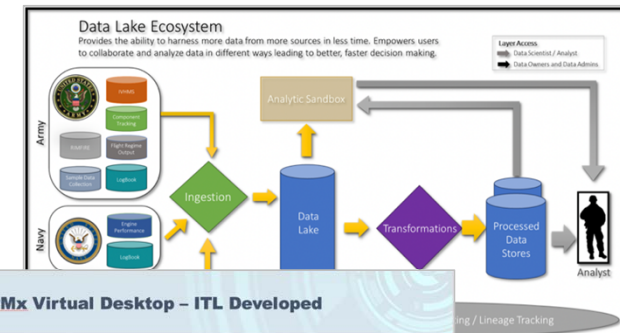 Data Lake Ecosystem
Provides the ability to harness more data from more sources in less time. Empowers users
to collaborate and analyze data in different ways leading to better, faster decision making.
Layer Access
Data Scientist / Analyst
Data Owners and Data Admins
Army
Component
Tracking
Flight Regime
Output
Sample Data
Collection
LogBook
Analytic Sandbox
Ingestion
Data
Lake
Transformations
Processed
Data
Stores
Analyst
Navy
Engine
Performance
LogBook
Mx Virtual Desktop – ITL Developed
/ Lineage Tracking